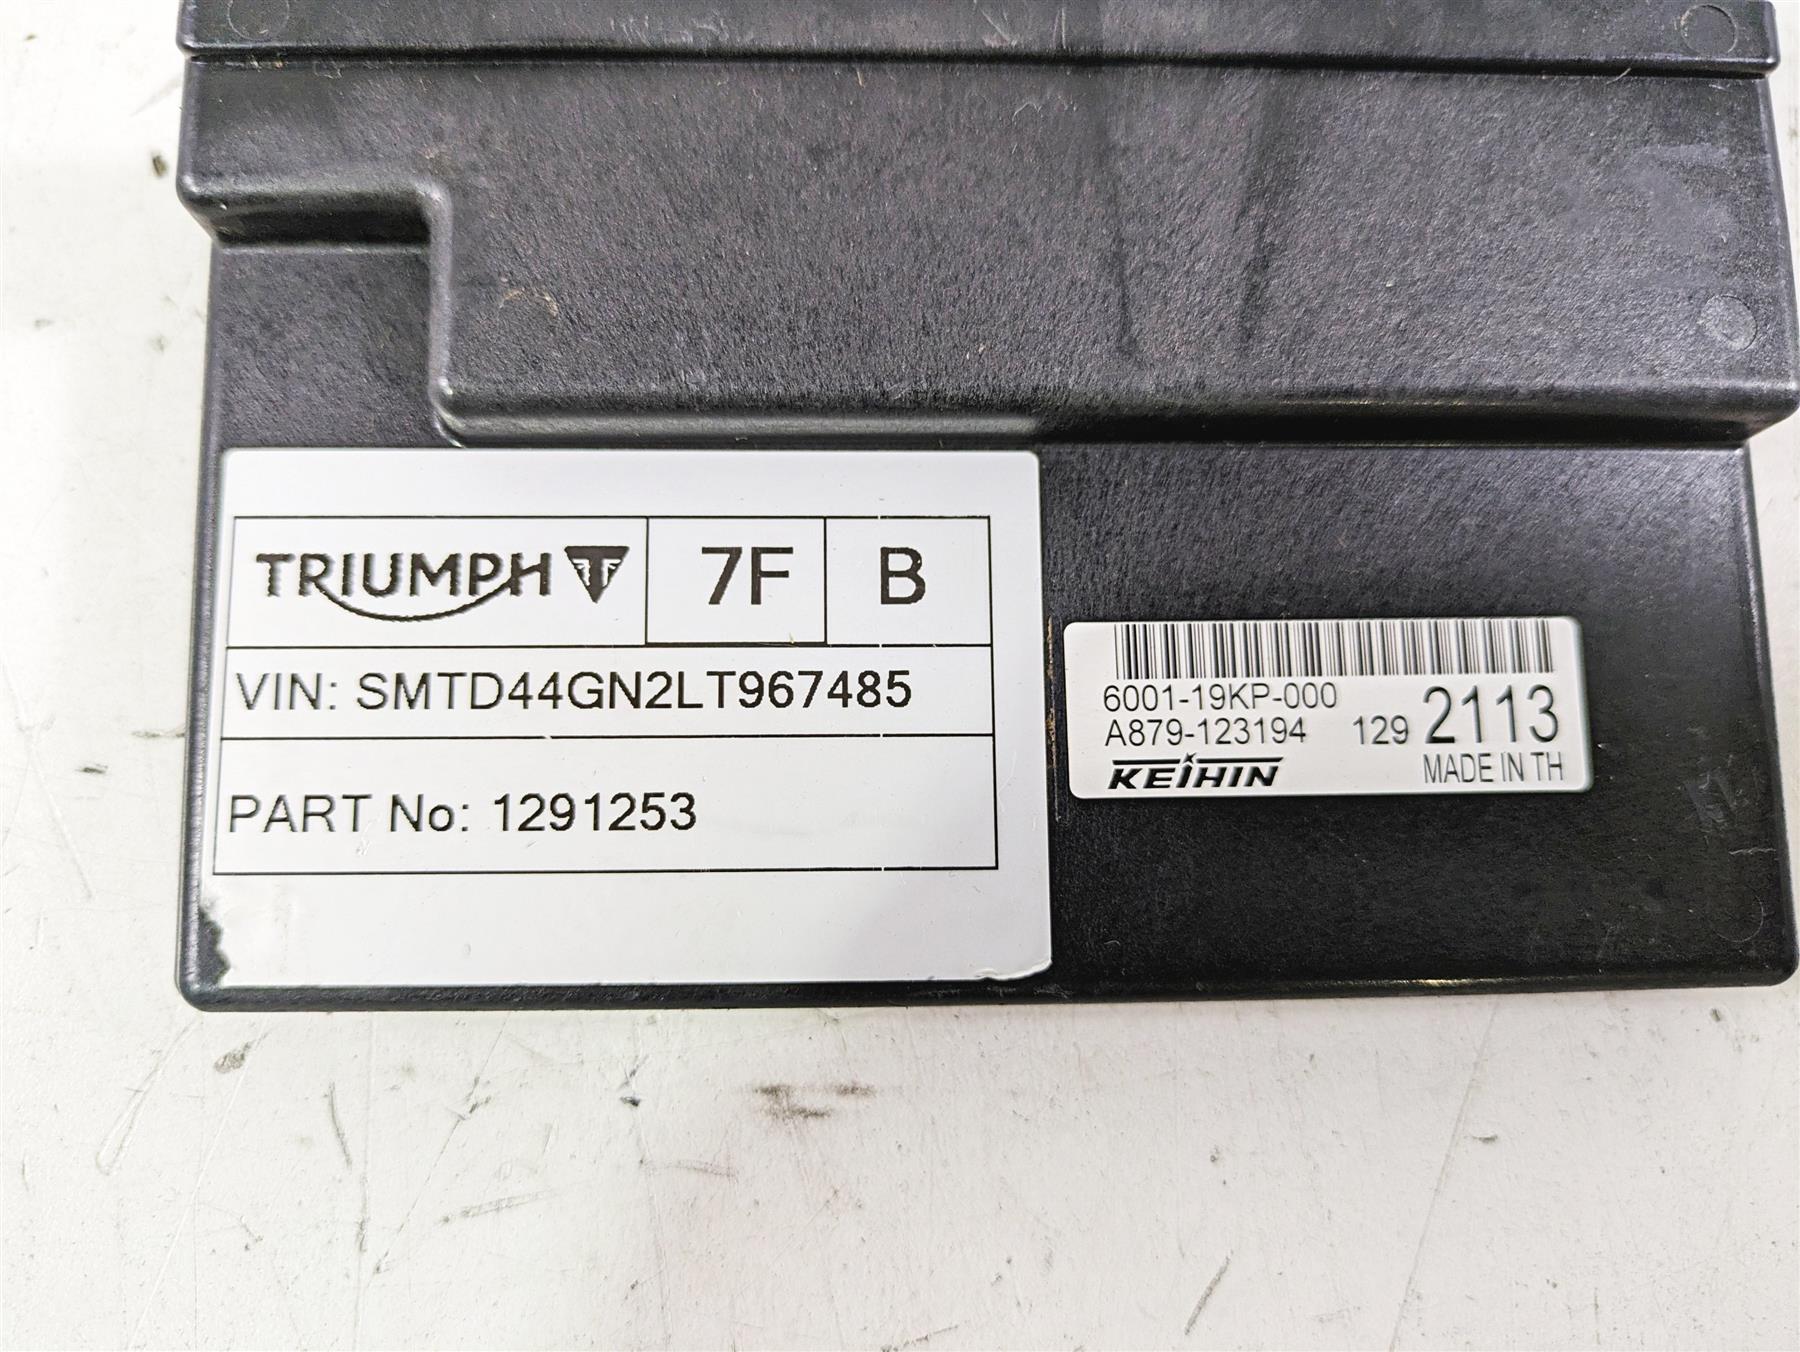 TRIUMPH 7F B
VIN: SMTD44GN2LT967485
PART No: 1291253
6001-19KP-000
A879-123194 129 2113
KEIHIN MADE IN TH